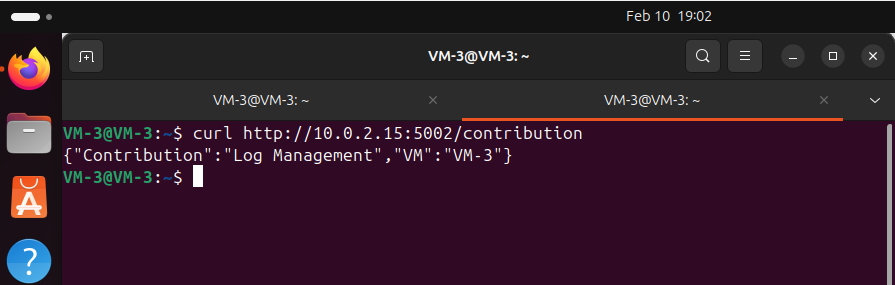 Feb 10 19:02
VM-3@VM-3: ~
VM-3@VM-3: ~
VM-3@VM-3: ~
VM-3@VM-3:~$ curl http://10.0.2.15:5002/contribution
{"Contribution":"Log Management","VM":"VM-3"}
VM-3@VM-3:~$